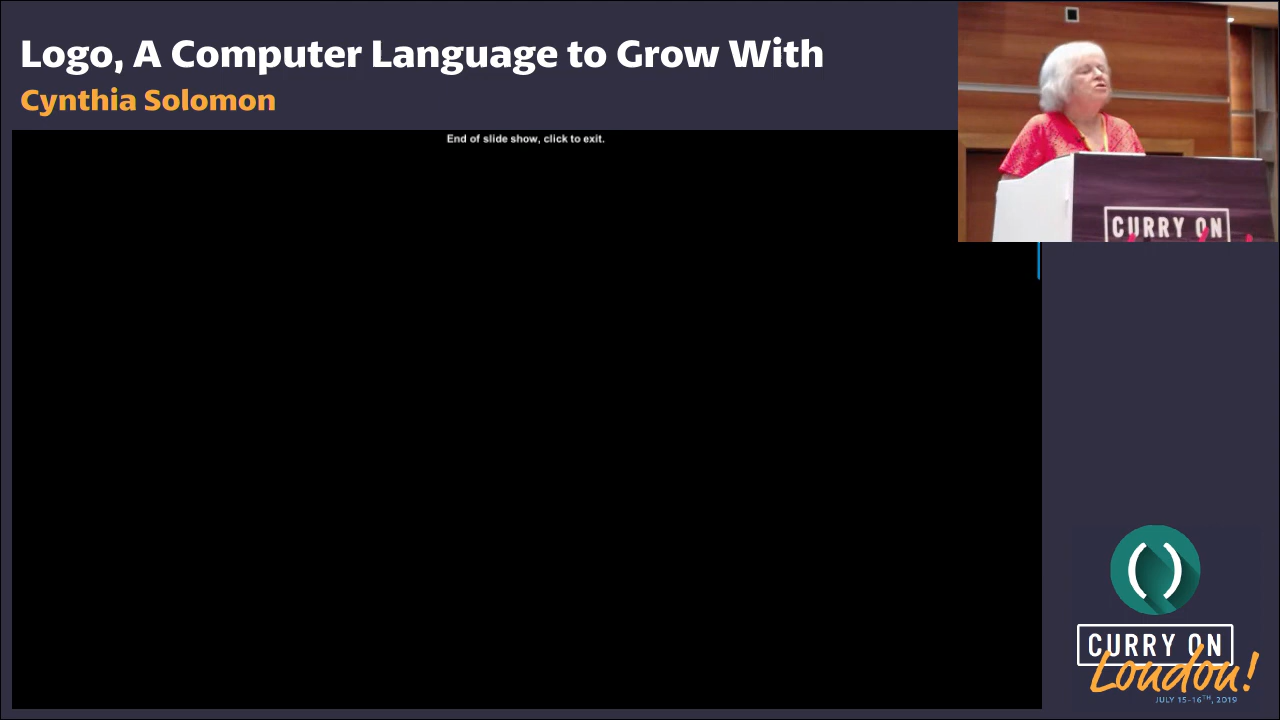 Logo, A Computer Language to Grow With
Cynthia Solomon
End of slide show, click to exit.
CURRY ON
CURRY ON
London!
JULY 15-16TH, 2019